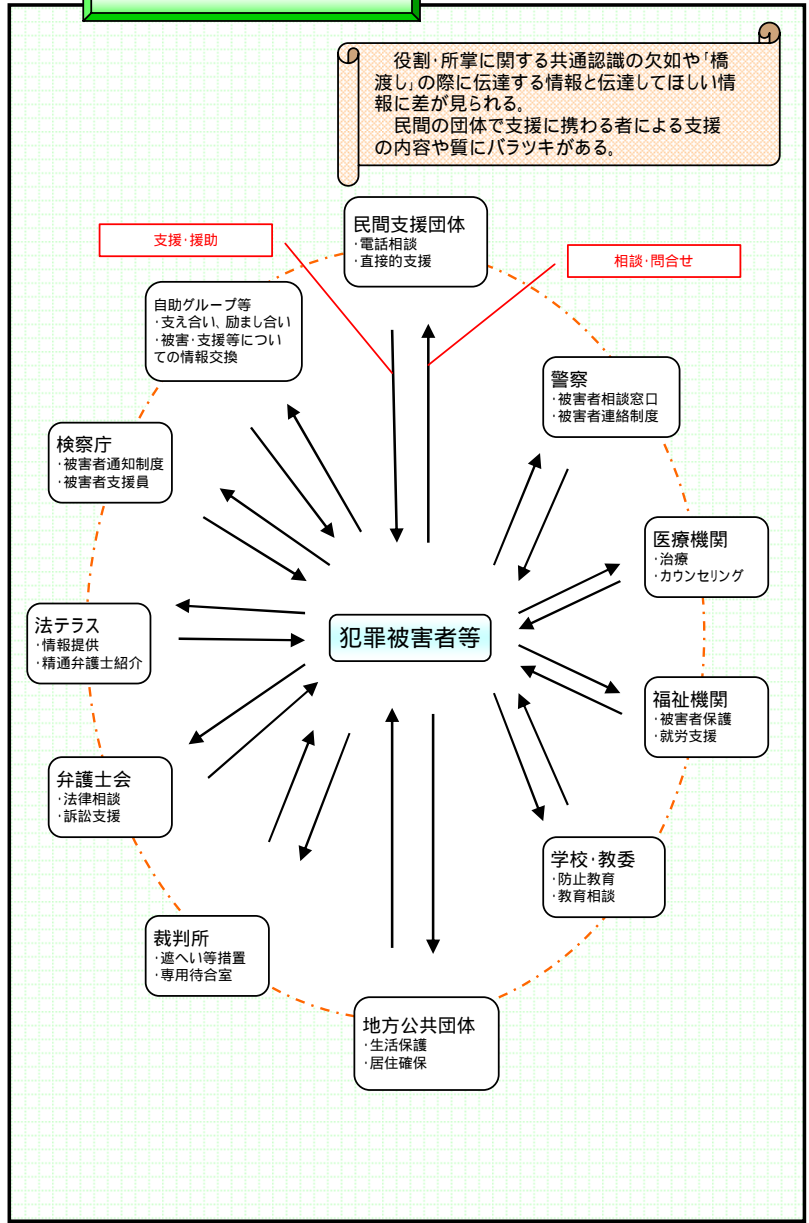 役割・所掌に関する共通認識の欠如や「橋
渡し」の際に伝達する情報と伝達してほしい情
報に差が見られる。
民間の団体で支援に携わる者による支援
の内容や質にバラツキがある。
民間支援団体
・電話相談
・直接的支援
支援・援助
相談・問合せ
自助グループ等
・支え合い、励まし合い
・被害・支援等につい
ての情報交換
警察
・被害者相談窓口
・被害者連絡制度
検察庁
・被害者通知制度
・被害者支援員
医療機関
・治療
・カウンセリング
法テラス
・情報提供
・精通弁護士紹介
犯罪被害者等
福祉機関
・被害者保護
・就労支援
弁護士会
・法律相談
・訴訟支援
学校・教委
・防止教育
・教育相談
裁判所
・遮へい等措置
・専用待合室
地方公共団体
・生活保護
・居住確保